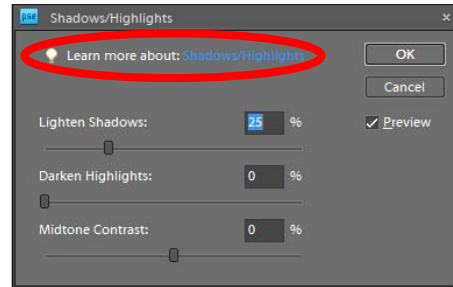 pse Shadows/Highlights x
Learn more about: Shadows/Highlights
OK
Cancel
Lighten Shadows: 25 %
Preview
Darken Highlights: 0 %
Midtone Contrast: 0 %